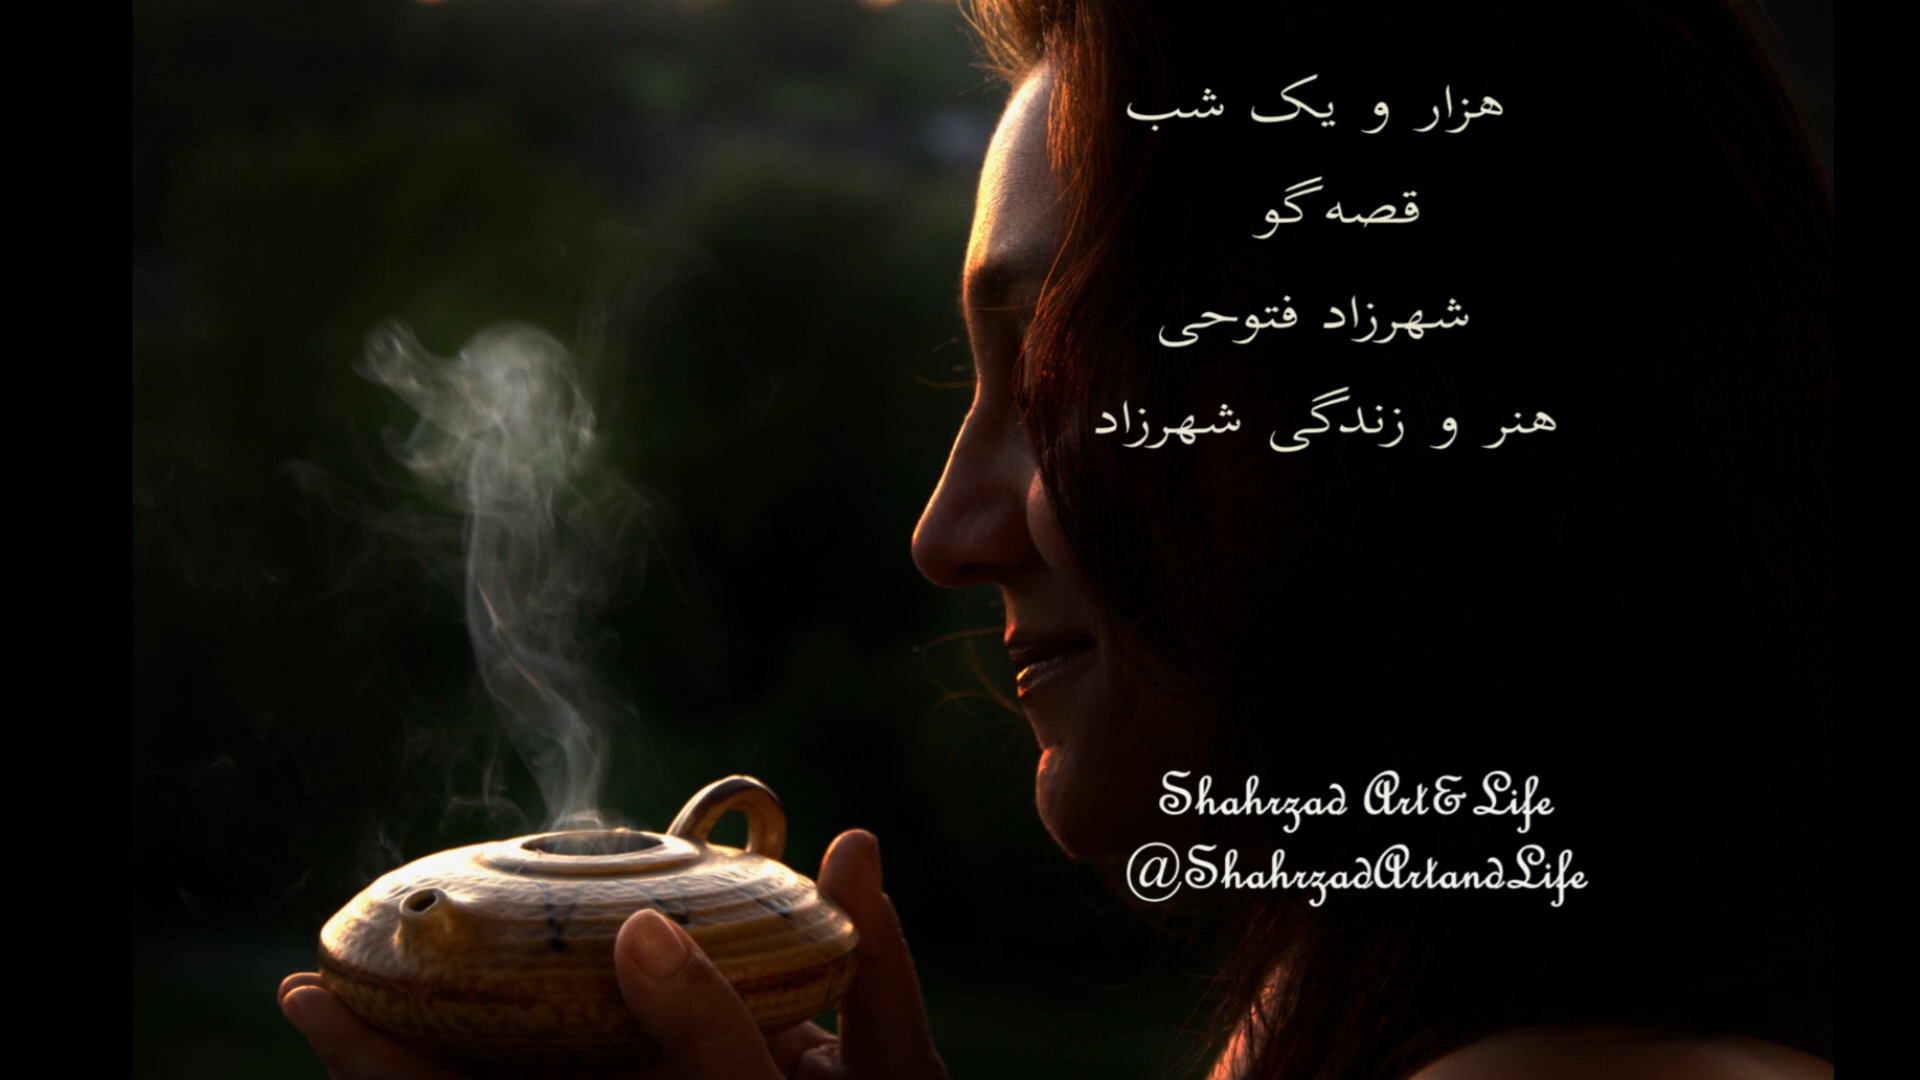 هزار و یک شب
قصه‌گو
شهرزاد فتوحی
هنر و زندگی شهرزاد
Shahrzad Art&Life
@ShahrzadArtandLife